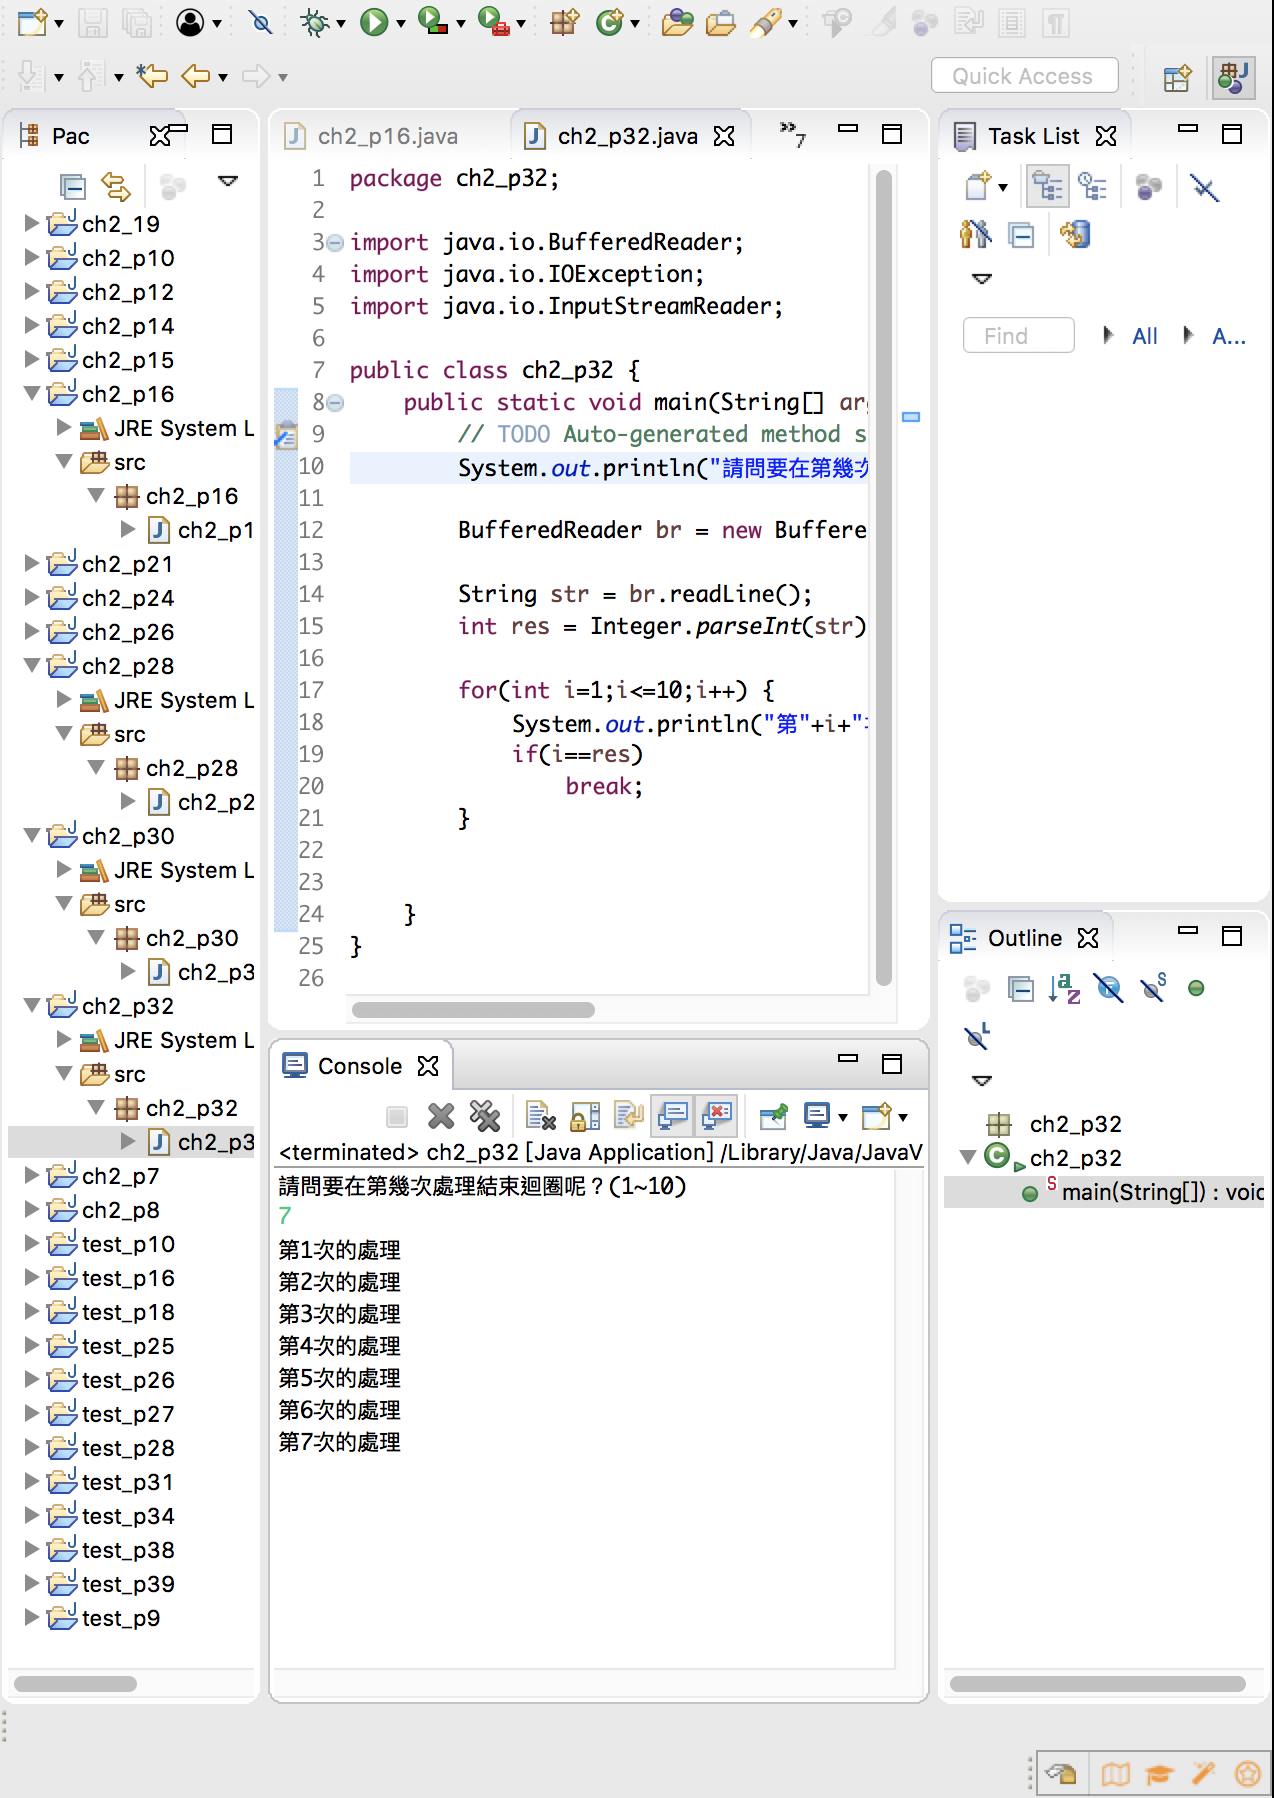 Quick Access
Pac
ch2_19
ch2_p10
ch2_p12
ch2_p14
ch2_p15
ch2_p16
JRE System L
src
ch2_p16
ch2_p1
ch2_p21
ch2_p24
ch2_p26
ch2_p28
JRE System L
src
ch2_p28
ch2_p2
ch2_p30
JRE System L
src
ch2_p30
ch2_p3
ch2_p32
JRE System L
src
ch2_p32
ch2_p3
ch2_p7
ch2_p8
test_p10
test_p16
test_p18
test_p25
test_p26
test_p27
test_p28
test_p31
test_p34
test_p38
test_p39
test_p9
ch2_p16.java
ch2_p32.java
»7
1 package ch2_p32;
2
3 import java.io.BufferedReader;
4 import java.io.IOException;
5 import java.io.InputStreamReader;
6
7 public class ch2_p32 {
8 public static void main(String[] arg
9 // TODO Auto-generated method s
10 System.out.println("請問要在第幾次
11
12 BufferedReader br = new Buffere
13
14 String str = br.readLine();
15 int res = Integer.parseInt(str)
16
17 for(int i=1;i<=10;i++) {
18 System.out.println("第"+i+"
19 if(i==res)
20 break;
21 }
22
23
24 }
25 }
26
Console
<terminated> ch2_p32 [Java Application] /Library/Java/JavaV
請問要在第幾次處理結束迴圈呢？(1~10)
7
第1次的處理
第2次的處理
第3次的處理
第4次的處理
第5次的處理
第6次的處理
第7次的處理
Task List
Find
All
A...
Outline
ch2_p32
ch2_p32
main(String[]) : void